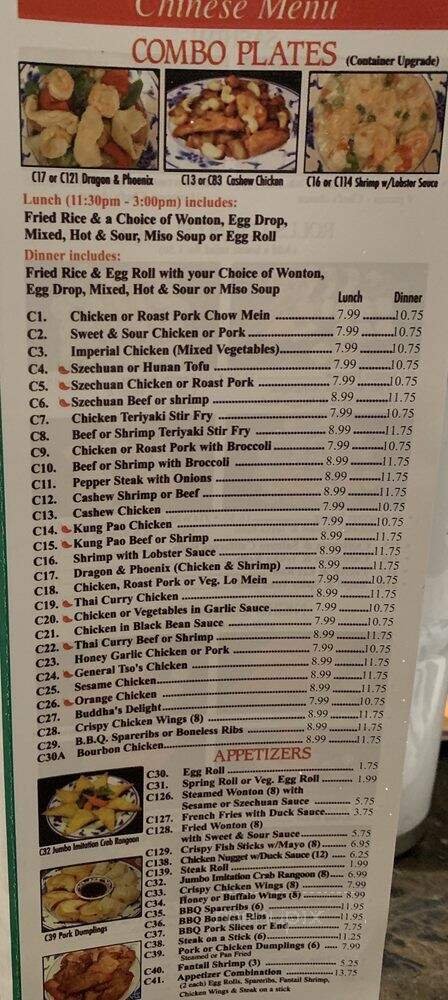 Chinese Menu
COMBO PLATES (Container Upgrade)
C17 or C121 Dragon & Phoenix
C13 or CB3 Cashew Chicken
C16 or C114 Shrimp w/Lobster Sauce
Lunch (11:30pm - 3:00pm) includes:
Fried Rice & a Choice of Wonton, Egg Drop,
Mixed, Hot & Sour, Miso Soup or Egg Roll
Dinner includes:
Fried Rice & Egg Roll with your Choice of Wonton,
Egg Drop, Mixed, Hot & Sour or Miso Soup
Lunch Dinner
C1. Chicken or Roast Pork Chow Mein 7.99 10.75
C2. Sweet & Sour Chicken or Pork 7.99 10.75
C3. Imperial Chicken (Mixed Vegetables) 7.99 10.75
C4. Szechuan or Hunan Tofu 7.99 10.75
C5. Szechuan Chicken or Roast Pork 7.99 10.75
C6. Szechuan Beef or shrimp 8.99 11.75
C7. Chicken Teriyaki Stir Fry 7.99 10.75
C8. Beef or Shrimp Teriyaki Stir Fry 8.99 11.75
C9. Chicken or Roast Pork with Broccoli 7.99 10.75
C10. Beef or Shrimp with Broccoli 8.99 11.75
C11. Pepper Steak with Onions 8.99 11.75
C12. Cashew Shrimp or Beef 8.99 11.75
C13. Cashew Chicken 7.99 10.75
C14. Kung Pao Chicken 7.99 10.75
C15. Kung Pao Beef or Shrimp 8.99 11.75
C16. Shrimp with Lobster Sauce 8.99 11.75
C17. Dragon & Phoenix (Chicken & Shrimp) 8.99 11.75
C18. Chicken, Roast Pork or Veg. Lo Mein 7.99 10.75
C19. Thai Curry Chicken 8.99 11.75
C20. Chicken or Vegetables in Garlic Sauce 7.99 10.75
C21. Chicken in Black Bean Sauce 7.99 10.75
C22. Thai Curry Beef or Shrimp 8.99 11.75
C23. Honey Garlic Chicken or Pork 7.99 10.75
C24. General Tso's Chicken 8.99 11.75
C25. Sesame Chicken 8.99 11.75
C26. Orange Chicken 8.99 11.75
C27. Buddha's Delight 7.99 10.75
C28. Crispy Chicken Wings (8) 8.99 11.75
C29. B.B.Q. Spareribs or Boneless Ribs 8.99 11.75
C30A Bourbon Chicken 8.99 11.75
APPETIZERS
C30. Egg Roll 1.75
C31. Spring Roll or Veg. Egg Roll 1.99
C126. Steamed Wonton (8) with
Sesame or Szechuan Sauce 5.75
C127. French Fries with Duck Sauce 3.75
C128. Fried Wonton (8)
with Sweet & Sour Sauce 5.75
C129. Crispy Fish Sticks w/Mayo (8) 6.95
C138. Chicken Nugget w/Duck Sauce (12) 6.25
C139. Steak Roll 1.99
C32. Jumbo Imitation Crab Rangoon (8) 6.99
C33. Crispy Chicken Wings (8) 7.99
C34. Honey or Buffalo Wings (8) 8.99
C35. BBQ Spareribs (6) 11.95
C36. BBQ Boneless Ribs 11.95
C37. BBQ Pork Slices or End 7.75
C38. Steak on a Stick (6) 11.25
C39. Pork or Chicken Dumplings (6) 7.99
Steamed or Pan Fried
C40. Fantail Shrimp (3) 5.25
C41. Appetizer Combination 13.75
(2 each) Egg Rolls, Spareribs, Fantail Shrimp,
Chicken Wings & Steak on a stick
C32 Jumbo Imitation Crab Rangoon
C39 Pork Dumplings